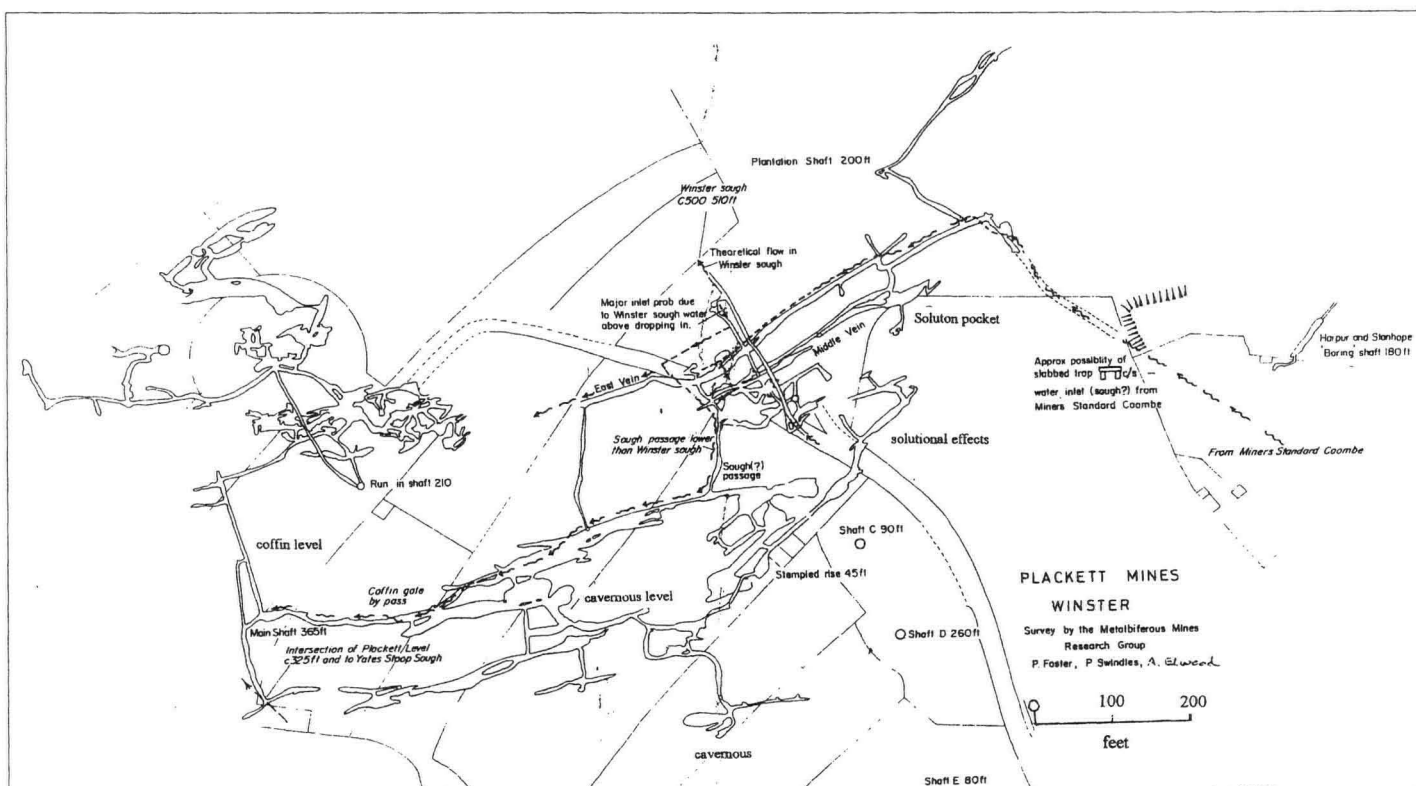 Plantation Shaft 200ft
Winster sough
C500 510ft
Theoretical flow in
Winster sough
Major inlet prob due
to Winster sough water
above dropping in.
Middle Vein
Soluton pocket
Harpur and Stanhope
Boring shaft 180ft
Approx possiblity of
slabbed trap c/s –
water inlet (sough?) from
Miners Standard Coombe
East Vein
From Miners Standard Coombe
Sough passage lower
than Winster sough
solutional effects
Sough(?)
passage
Run in shaft 210
Shaft C 90ft
coffin level
Stempled rise 45ft
Coffin gate
by pass
cavernous level
Main Shaft 365ft
Shaft D 260ft
Intersection of Plackett/Level
c325ft and to Yates Stoop Sough
PLACKETT MINES
WINSTER
Survey by the Metalbiferous Mines
Research Group
P. Foster, P Swindles, A. Elwood
100 200
feet
cavernous
Shaft E 80ft